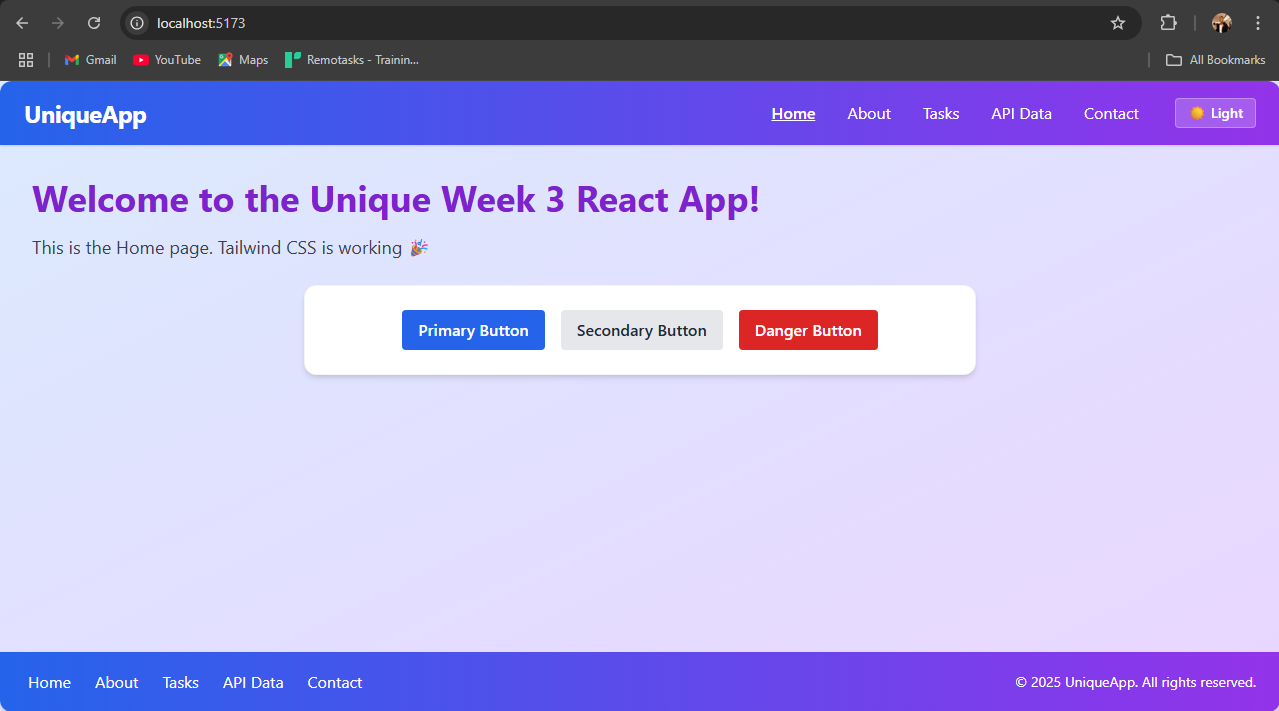 localhost:5173
Gmail YouTube Maps Remotasks - Trainin... All Bookmarks
UniqueApp Home About Tasks API Data Contact Light
Welcome to the Unique Week 3 React App!
This is the Home page. Tailwind CSS is working 🎉
Primary Button Secondary Button Danger Button
Home About Tasks API Data Contact © 2025 UniqueApp. All rights reserved.